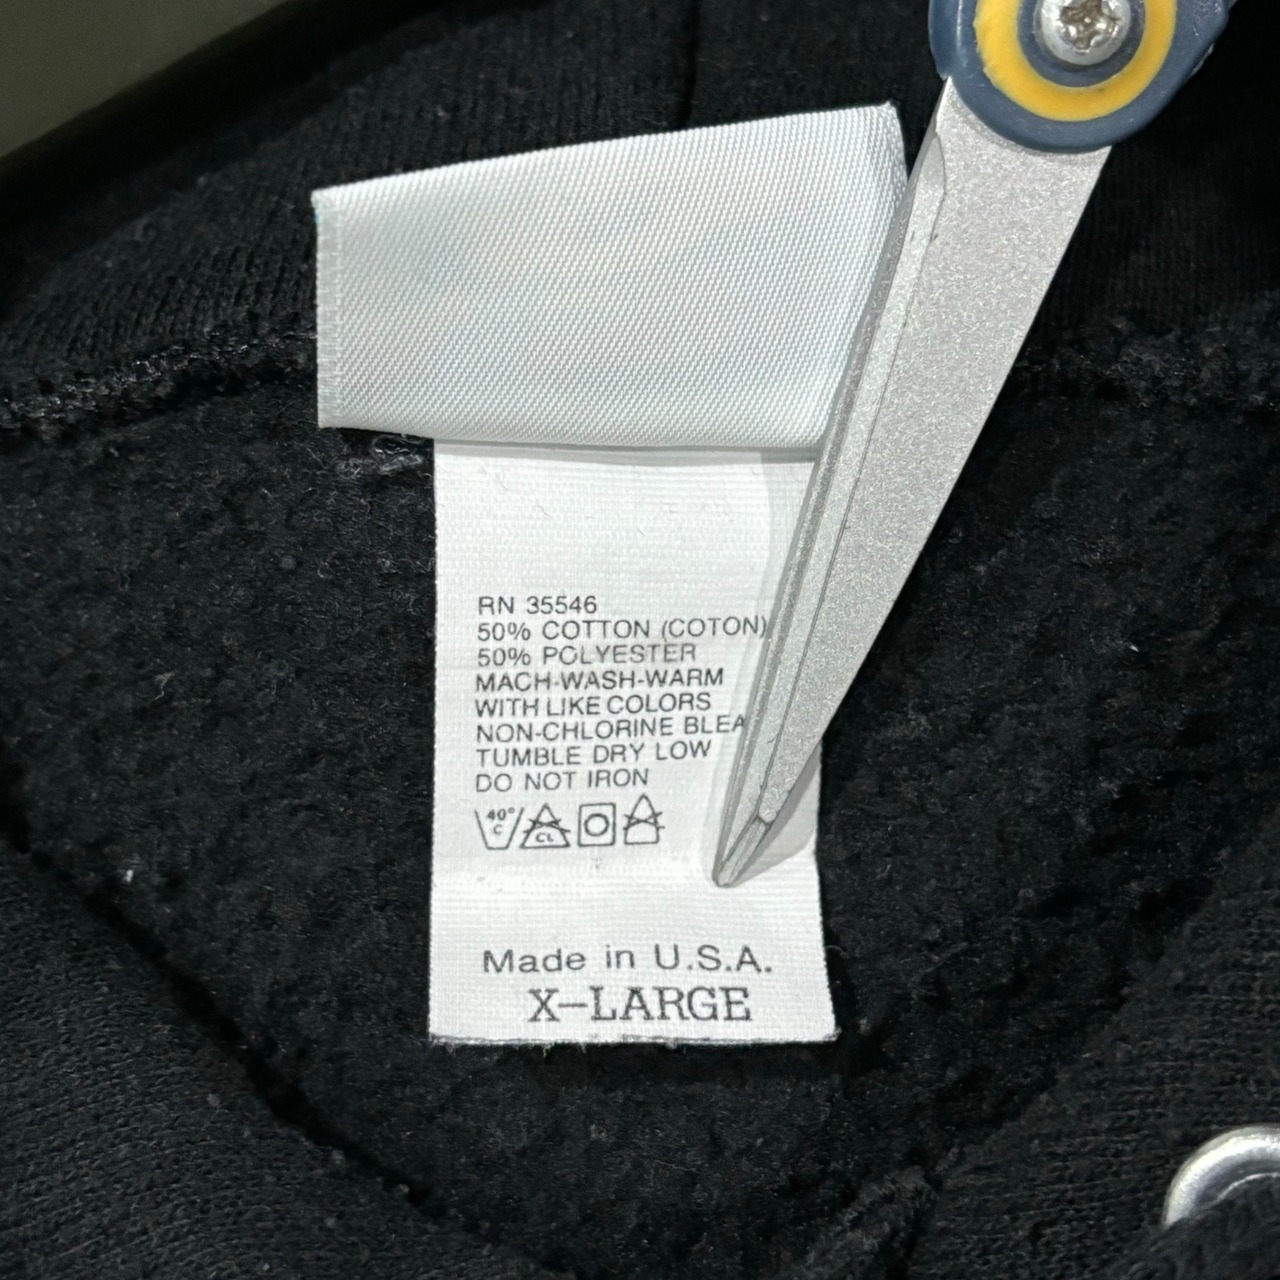 RN 35546
50% COTTON (COTON)
50% POLYESTER
MACH-WASH-WARM
WITH LIKE COLORS
NON-CHLORINE BLEA
TUMBLE DRY LOW
DO NOT IRON
40° C CL
Made in U.S.A.
X-LARGE